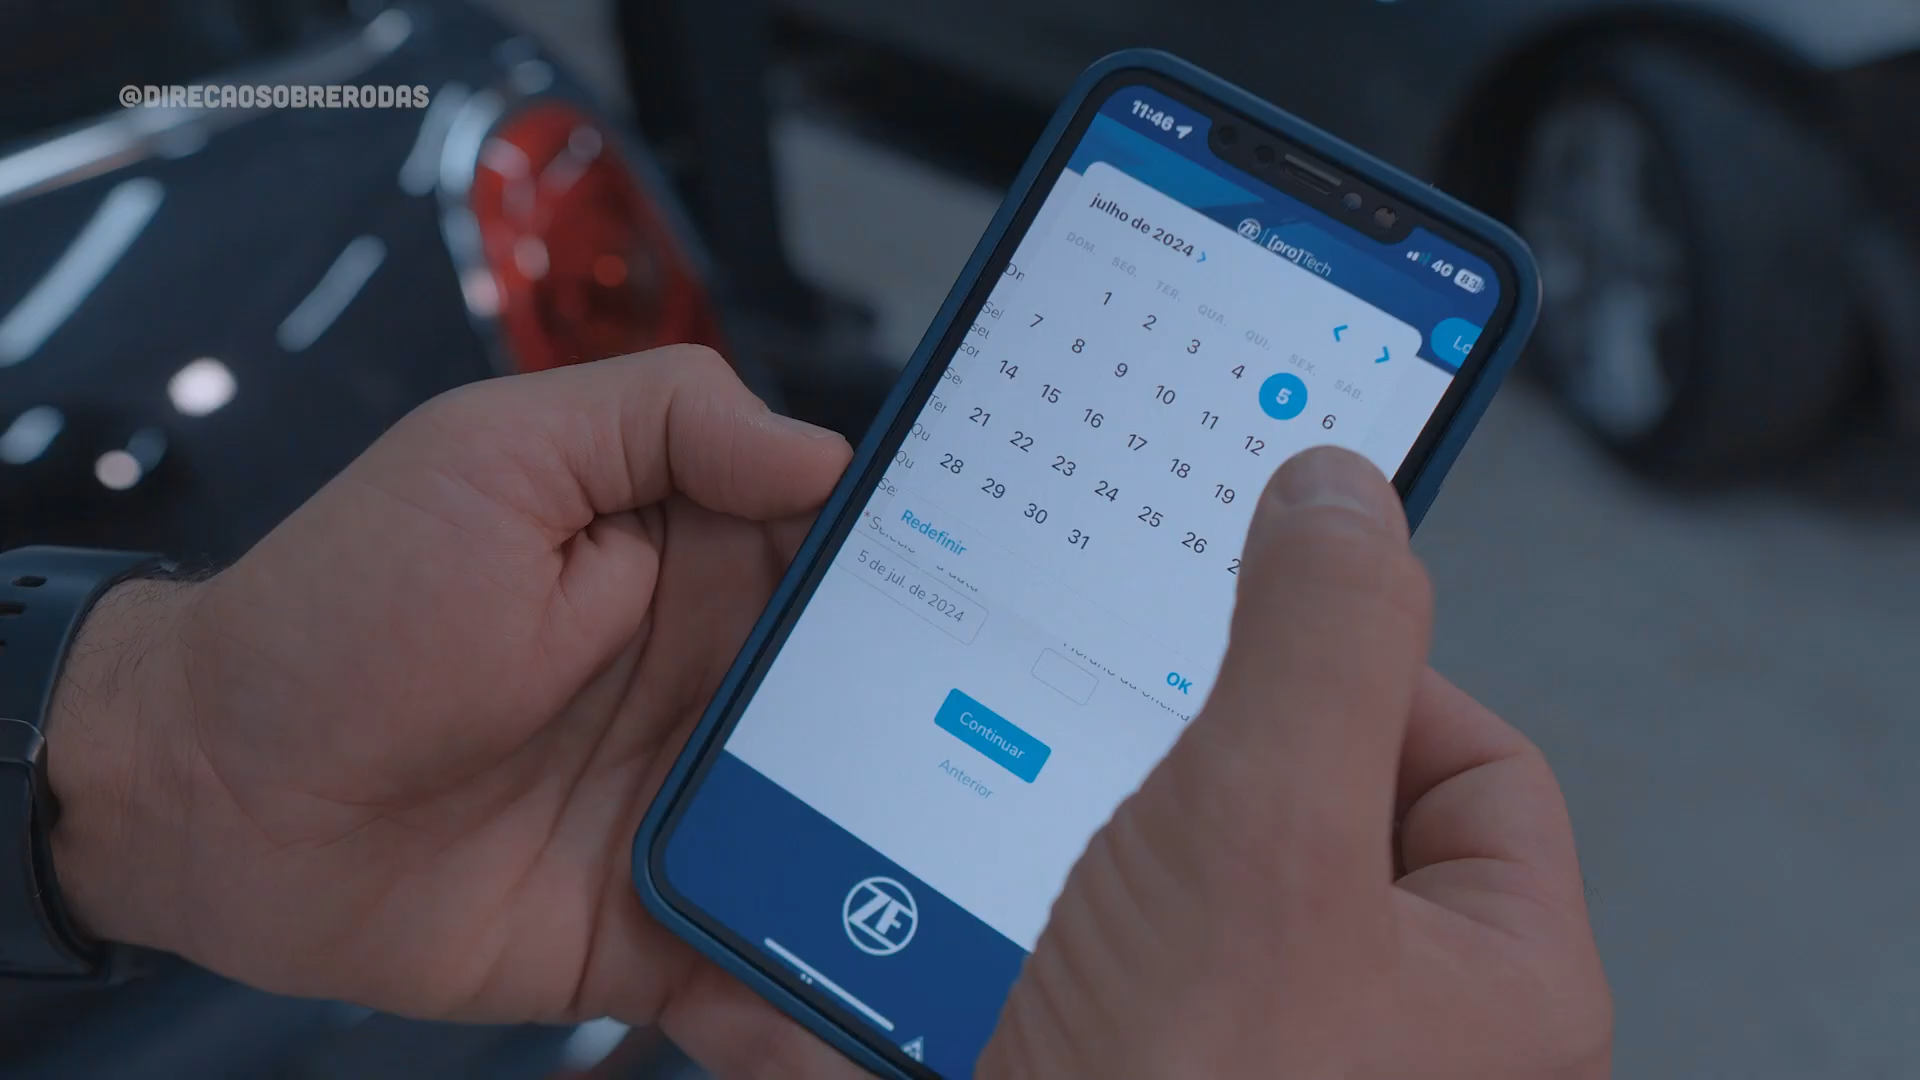 @DIRECAOSOBRERODAS
11:46
4G 83
ZF [pro]Tech
julho de 2024
DOM. SEG. TER. QUA. QUI. SEX. SÁB.
1 2 3 4 5 6
7 8 9 10 11 12
14 15 16 17 18 19
21 22 23 24 25 26
28 29 30 31
Redefinir
OK
5 de jul. de 2024
Continuar
Anterior
ZF